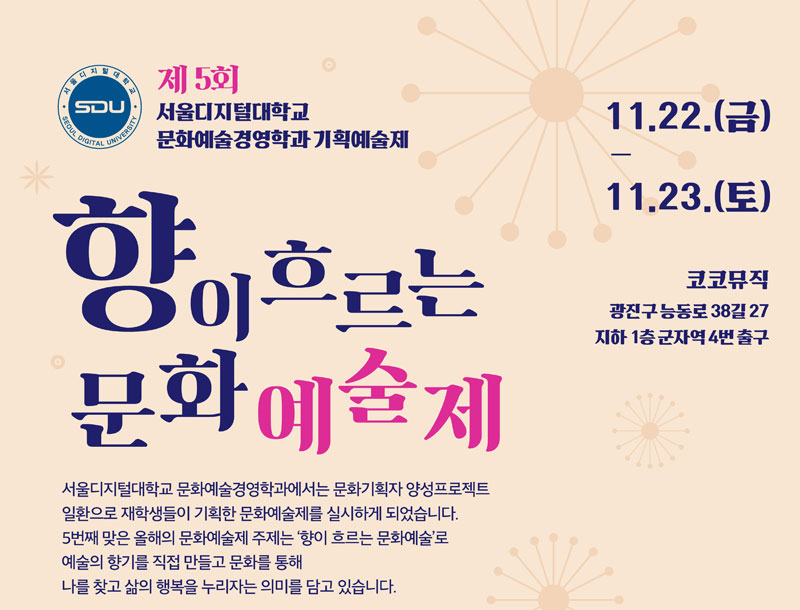 서울디지털대학교
SDU
SEOUL DIGITAL UNIVERSITY
제 5회
서울디지털대학교
문화예술경영학과 기획예술제
11.22.(금)
–
11.23.(토)
향이 흐르는
문화예술제
코코뮤직
광진구 능동로 38길 27
지하 1층 군자역 4번 출구
서울디지털대학교 문화예술경영학과에서는 문화기획자 양성프로젝트
일환으로 재학생들이 기획한 문화예술제를 실시하게 되었습니다.
5번째 맞은 올해의 문화예술제 주제는 '향이 흐르는 문화예술'로
예술의 향기를 직접 만들고 문화를 통해
나를 찾고 삶의 행복을 누리자는 의미를 담고 있습니다.